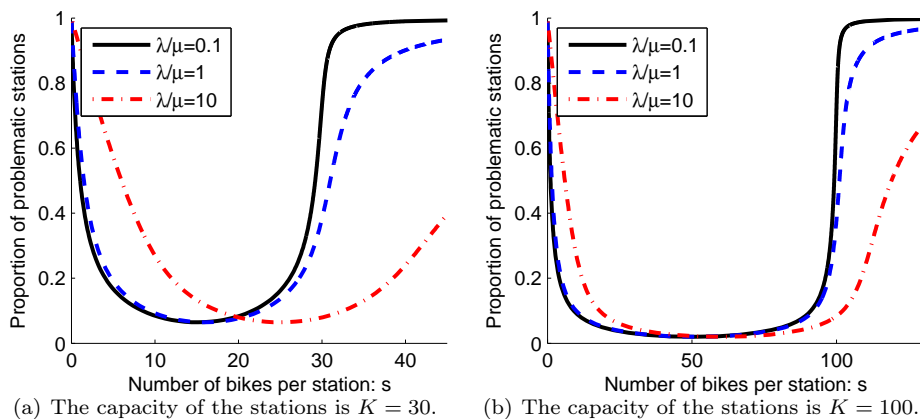 Proportion of problematic stations
1
0.8
0.6
0.4
0.2
0
λ/μ=0.1
λ/μ=1
λ/μ=10
0 10 20 30 40
Number of bikes per station: s
(a) The capacity of the stations is K = 30.
Proportion of problematic stations
1
0.8
0.6
0.4
0.2
0
λ/μ=0.1
λ/μ=1
λ/μ=10
0 50 100
Number of bikes per station: s
(b) The capacity of the stations is K = 100.